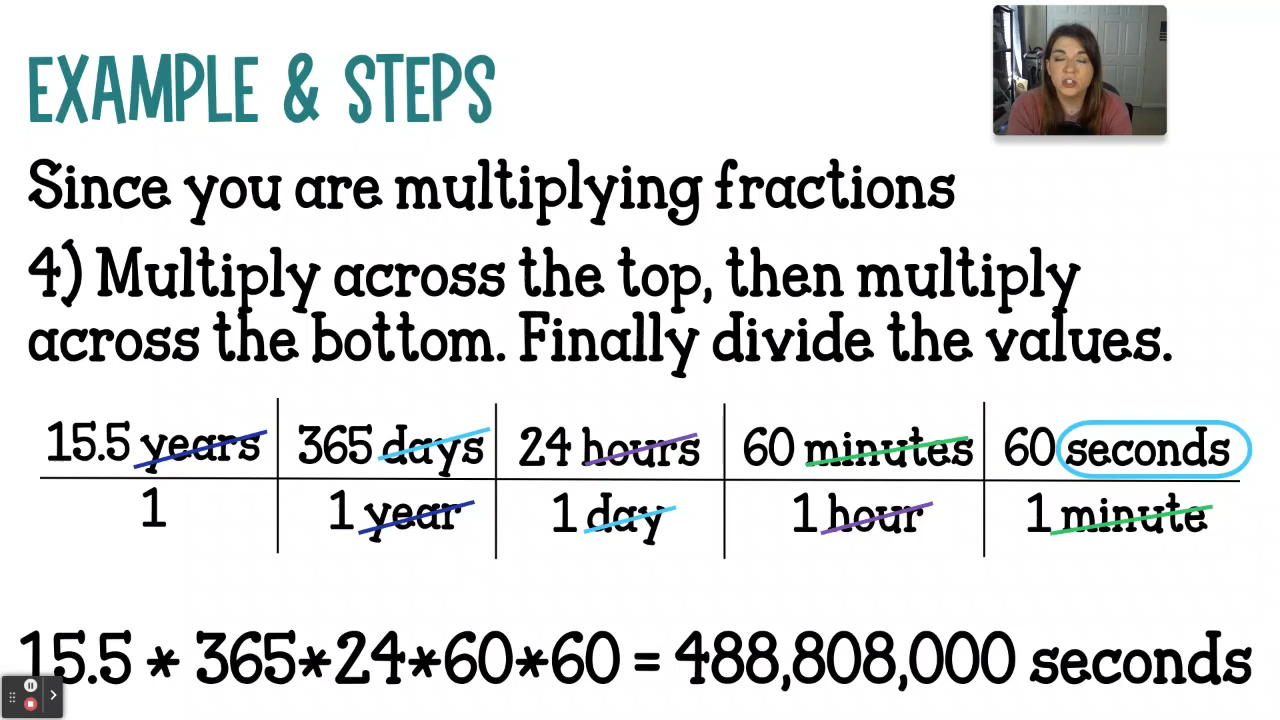 EXAMPLE & STEPS
Since you are multiplying fractions
4) Multiply across the top, then multiply
across the bottom. Finally divide the values.
15.5 years 365 days 24 hours 60 minutes 60 seconds
1 1 year 1 day 1 hour 1 minute
15.5 * 365*24*60*60 = 488,808,000 seconds